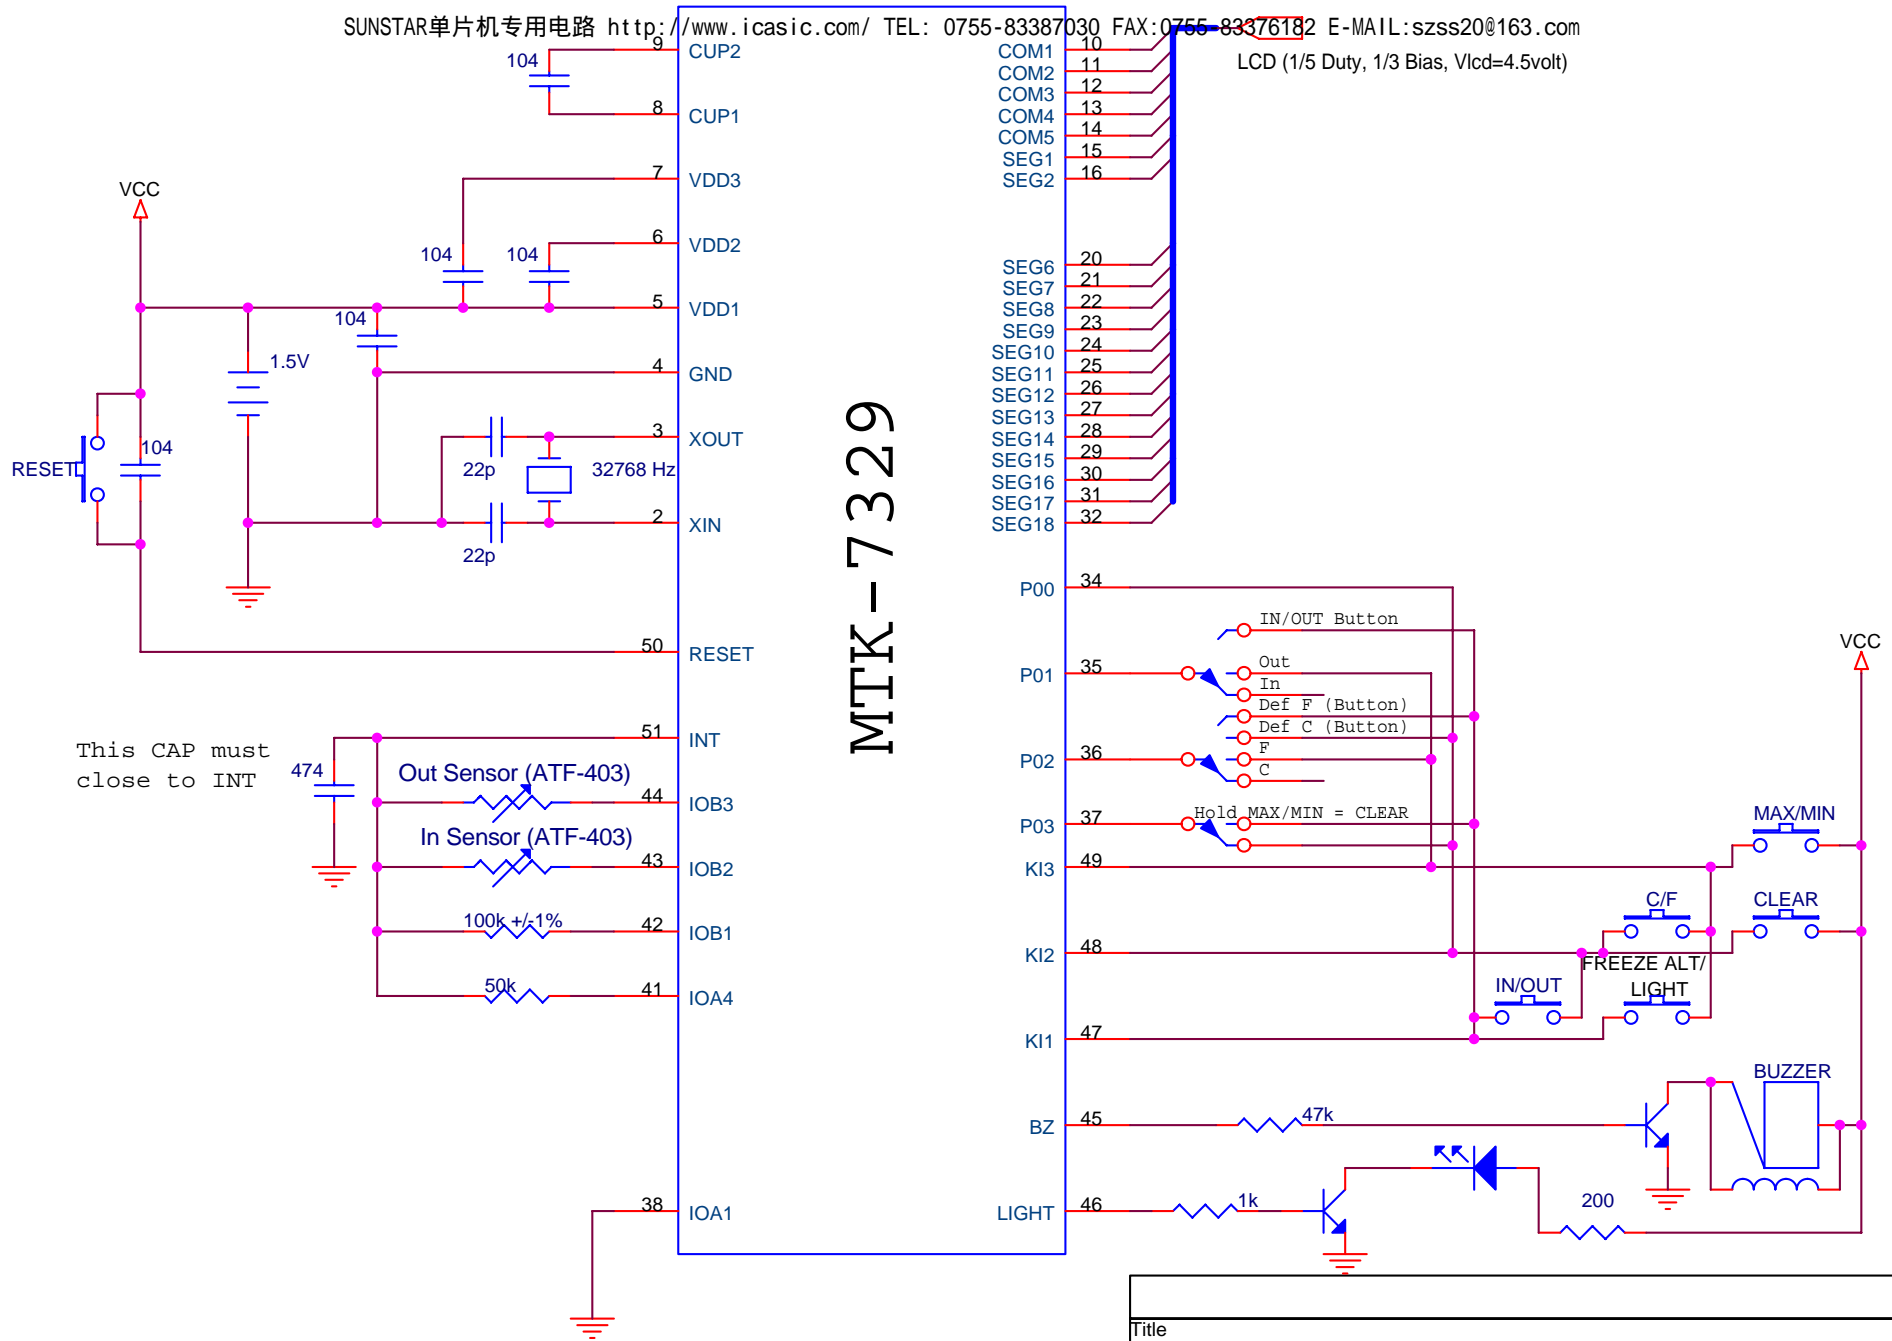 SUNSTAR单片机专用电路 http://www.icasic.com/ TEL: 0755-83387030 FAX:0755-83376182 E-MAIL:szss20@163.com
LCD (1/5 Duty, 1/3 Bias, Vlcd=4.5volt)
104
9 CUP2
8 CUP1
7 VDD3
VCC
6 VDD2
104
104
5 VDD1
104
1.5V
4 GND
3 XOUT
104
RESET
22p
32768 Hz
2 XIN
22p
50 RESET
51 INT
This CAP must
close to INT
474
Out Sensor (ATF-403)
44 IOB3
In Sensor (ATF-403)
43 IOB2
100k +/-1%
42 IOB1
50k
41 IOA4
38 IOA1
MTK-7329
COM1 10
COM2 11
COM3 12
COM4 13
COM5 14
SEG1 15
SEG2 16
SEG6 20
SEG7 21
SEG8 22
SEG9 23
SEG10 24
SEG11 25
SEG12 26
SEG13 27
SEG14 28
SEG15 29
SEG16 30
SEG17 31
SEG18 32
P00 34
IN/OUT Button
P01 35
Out
In
Def F (Button)
Def C (Button)
P02 36
F
C
P03 37
Hold MAX/MIN = CLEAR
KI3 49
KI2 48
KI1 47
VCC
MAX/MIN
C/F
CLEAR
FREEZE ALT/
LIGHT
IN/OUT
BUZZER
BZ 45
47k
LIGHT 46
1k
200
Title